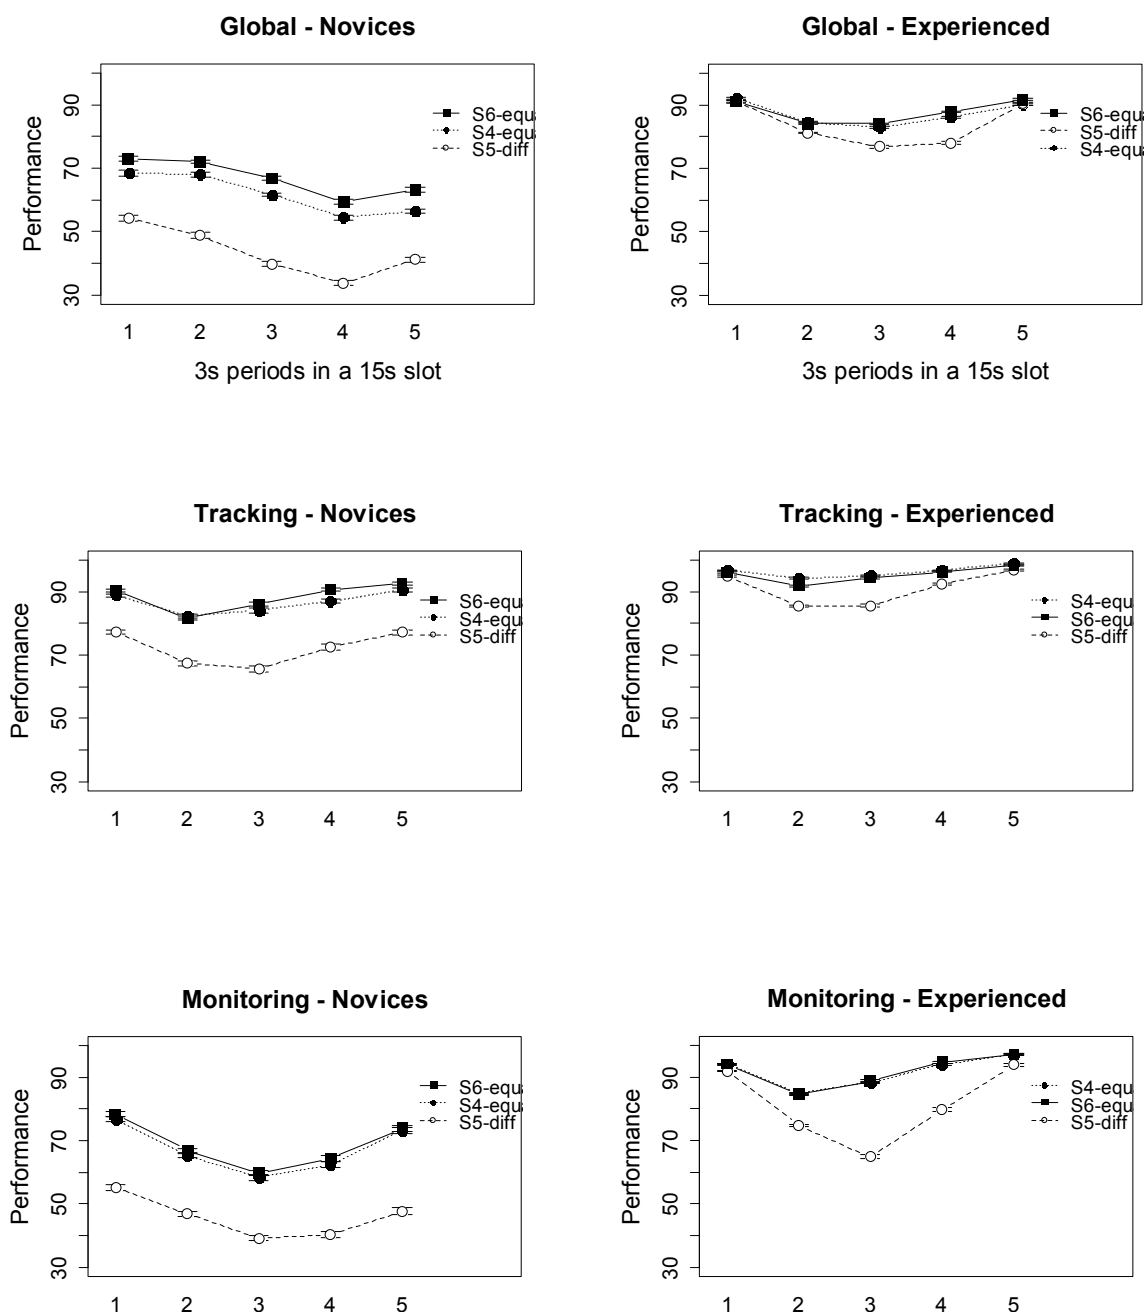 Global - Novices
Performance
90
70
50
30
S6-equ
S4-equ
S5-diff
1 2 3 4 5
3s periods in a 15s slot
Global - Experienced
Performance
90
70
50
30
S6-equ
S5-diff
S4-equ
1 2 3 4 5
3s periods in a 15s slot
Tracking - Novices
Performance
90
70
50
30
S6-equ
S4-equ
S5-diff
1 2 3 4 5
Tracking - Experienced
Performance
90
70
50
30
S4-equ
S6-equ
S5-diff
1 2 3 4 5
Monitoring - Novices
Performance
90
70
50
30
S6-equ
S4-equ
S5-diff
1 2 3 4 5
Monitoring - Experienced
Performance
90
70
50
30
S4-equ
S6-equ
S5-diff
1 2 3 4 5